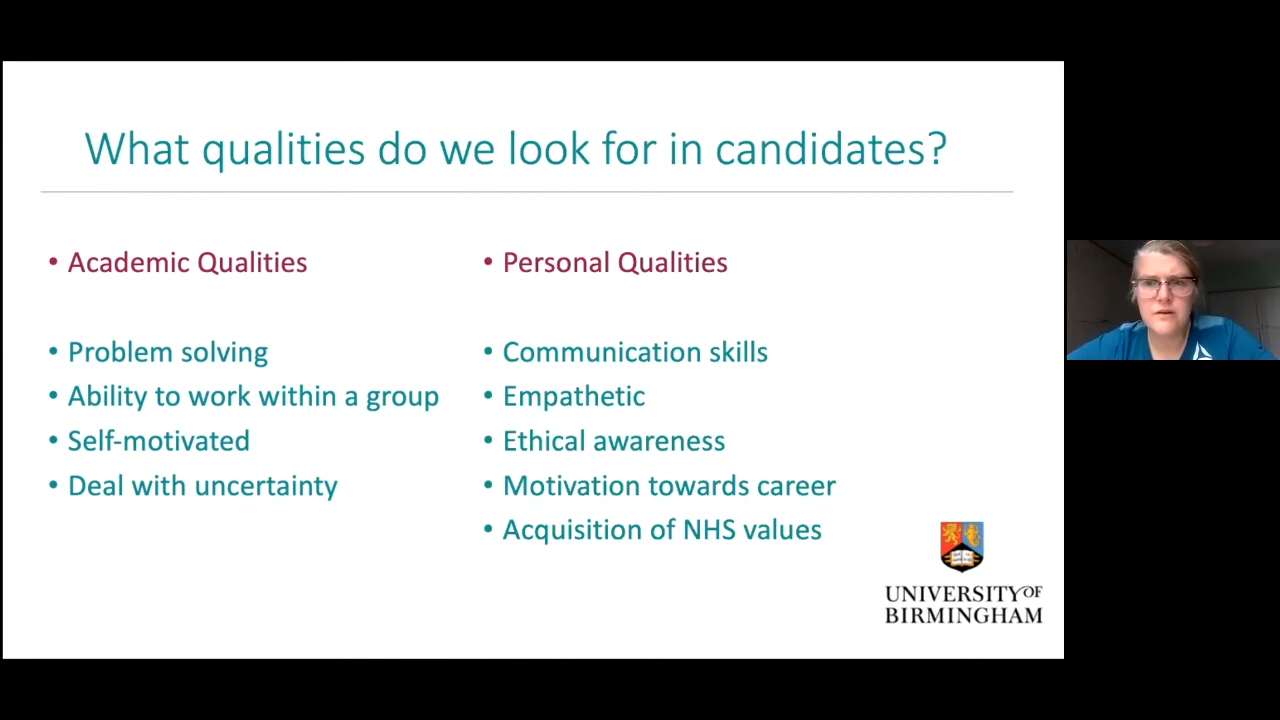 What qualities do we look for in candidates?
• Academic Qualities
• Problem solving
• Ability to work within a group
• Self-motivated
• Deal with uncertainty
• Personal Qualities
• Communication skills
• Empathetic
• Ethical awareness
• Motivation towards career
• Acquisition of NHS values
UNIVERSITY OF
BIRMINGHAM